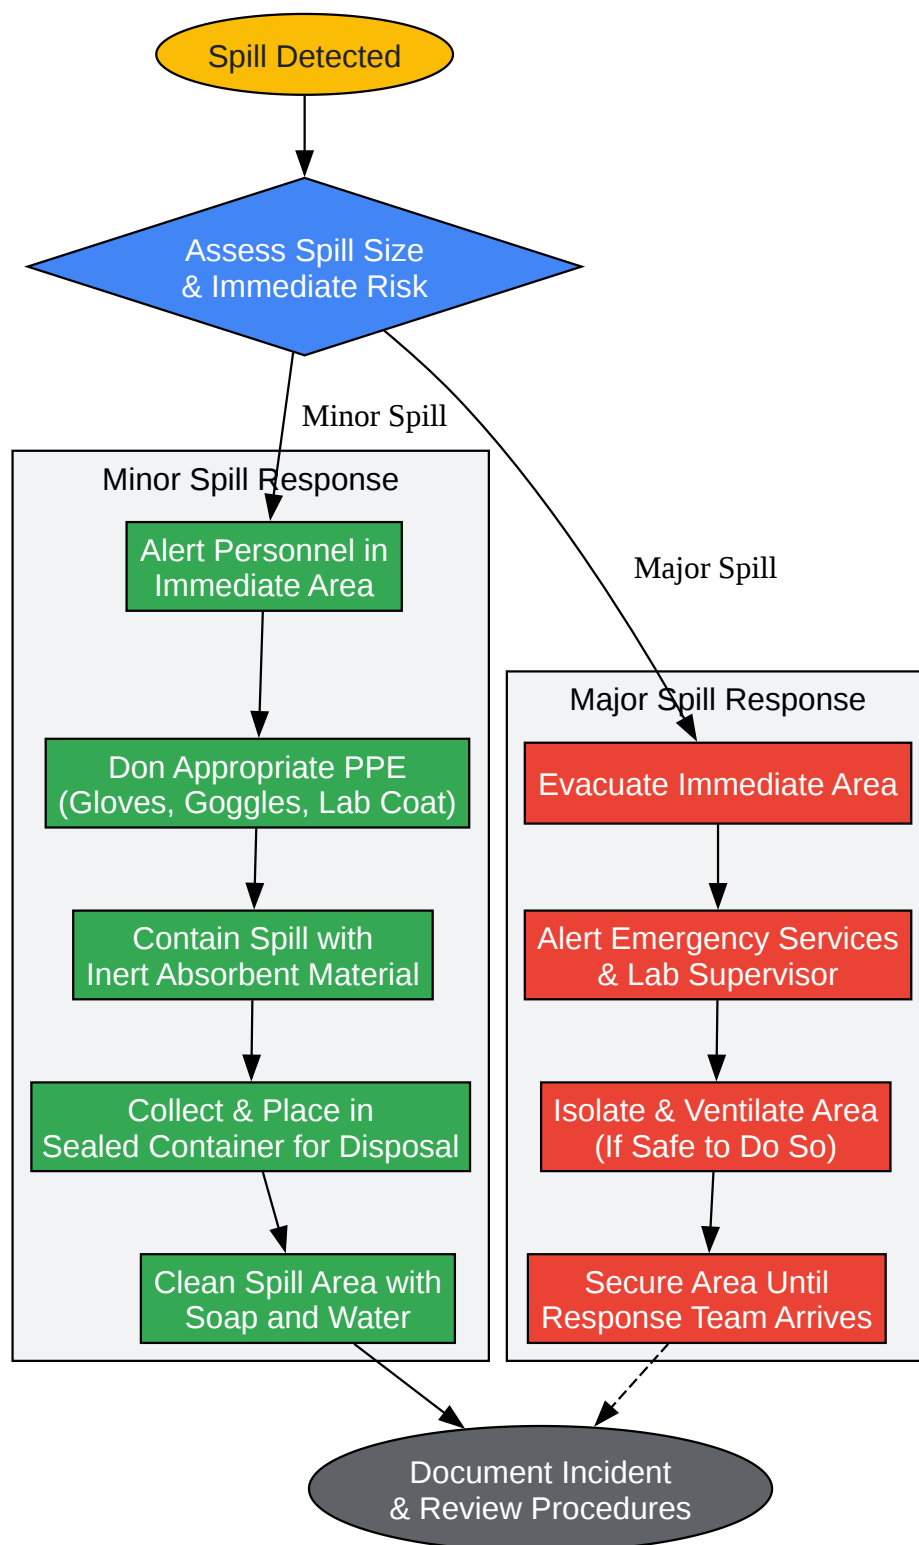 Spill Detected
Assess Spill Size
& Immediate Risk
Minor Spill
Major Spill
Minor Spill Response
Alert Personnel in
Immediate Area
Don Appropriate PPE
(Gloves, Goggles, Lab Coat)
Contain Spill with
Inert Absorbent Material
Collect & Place in
Sealed Container for Disposal
Clean Spill Area with
Soap and Water
Major Spill Response
Evacuate Immediate Area
Alert Emergency Services
& Lab Supervisor
Isolate & Ventilate Area
(If Safe to Do So)
Secure Area Until
Response Team Arrives
Document Incident
& Review Procedures